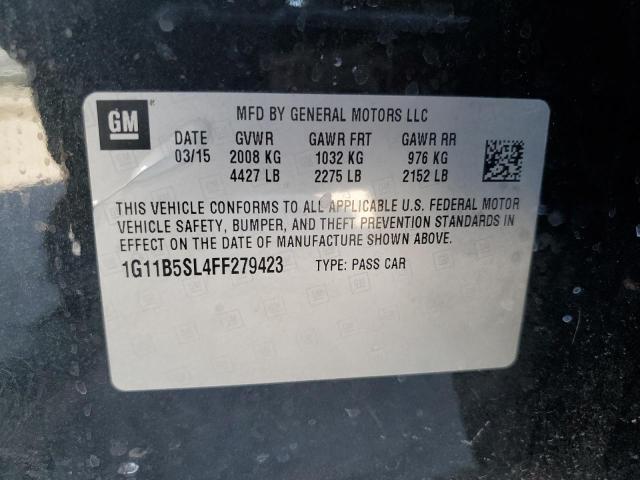 GM
MFD BY GENERAL MOTORS LLC
DATE GVWR GAWR FRT GAWR RR
03/15 2008 KG 1032 KG 976 KG
4427 LB 2275 LB 2152 LB
THIS VEHICLE CONFORMS TO ALL APPLICABLE U.S. FEDERAL MOTOR
VEHICLE SAFETY, BUMPER, AND THEFT PREVENTION STANDARDS IN
EFFECT ON THE DATE OF MANUFACTURE SHOWN ABOVE.
1G11B5SL4FF279423 TYPE: PASS CAR